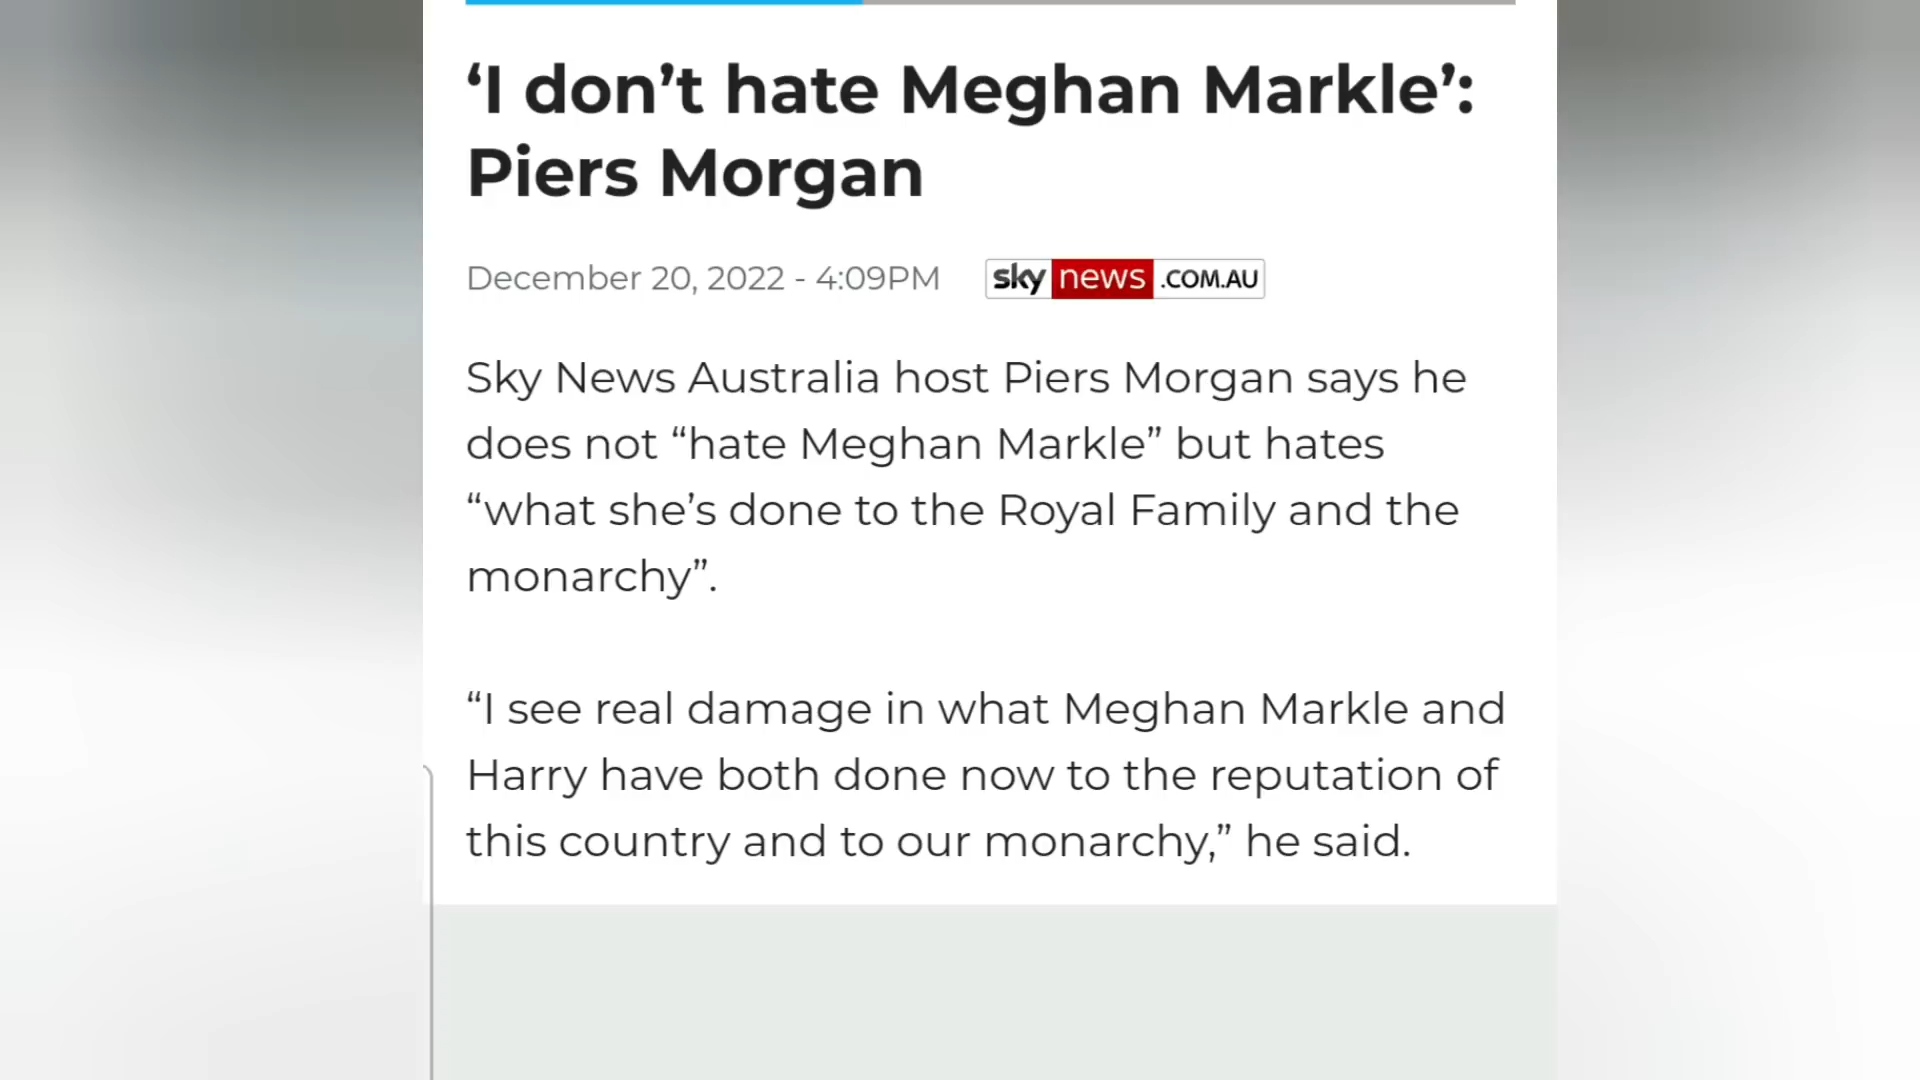 ‘I don’t hate Meghan Markle’:
Piers Morgan
December 20, 2022 - 4:09PM
sky news .COM.AU
Sky News Australia host Piers Morgan says he
does not “hate Meghan Markle” but hates
“what she’s done to the Royal Family and the
monarchy”.
“I see real damage in what Meghan Markle and
Harry have both done now to the reputation of
this country and to our monarchy,” he said.